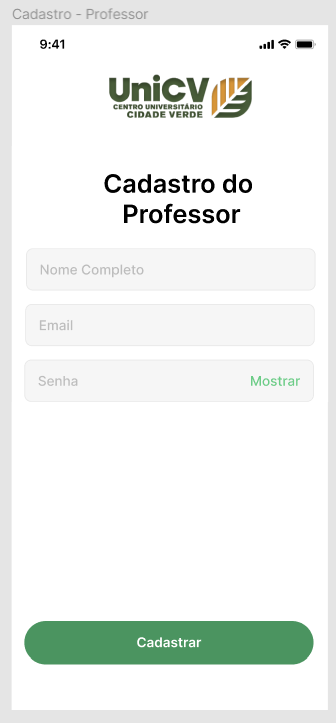 Cadastro - Professor
9:41
UniCV
CENTRO UNIVERSITÁRIO
CIDADE VERDE
Cadastro do
Professor
Nome Completo
Email
Senha
Mostrar
Cadastrar